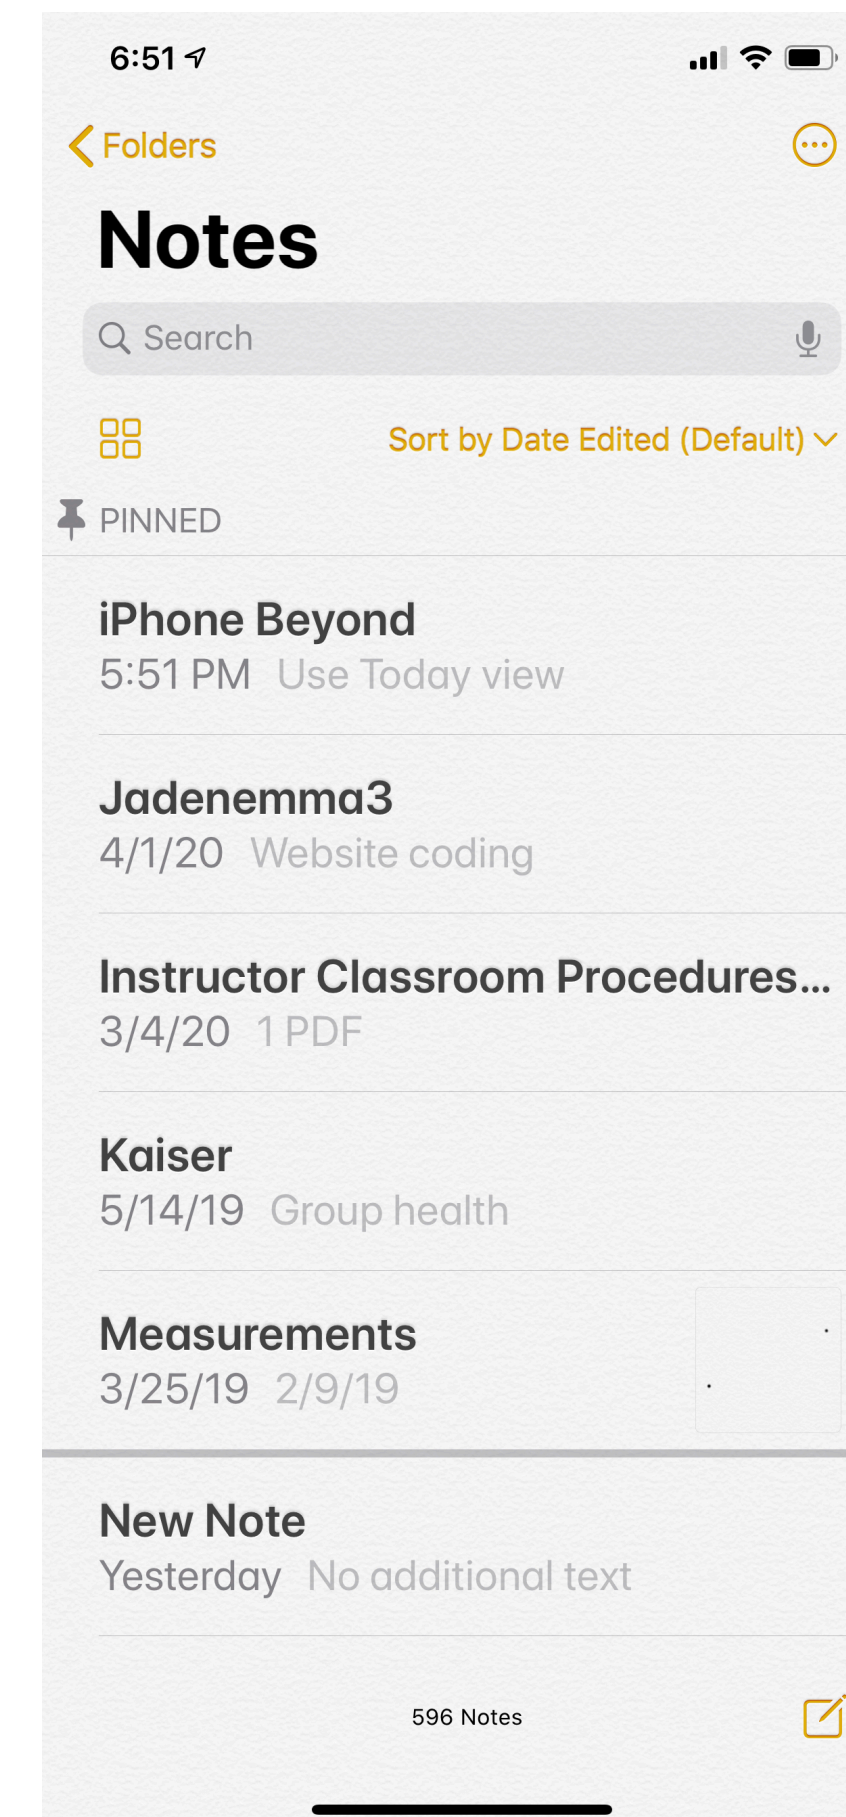 6:51
Folders
Notes
Search
Sort by Date Edited (Default)
PINNED
iPhone Beyond
5:51 PM Use Today view
Jadenemma3
4/1/20 Website coding
Instructor Classroom Procedures...
3/4/20 1 PDF
Kaiser
5/14/19 Group health
Measurements
3/25/19 2/9/19
New Note
Yesterday No additional text
596 Notes